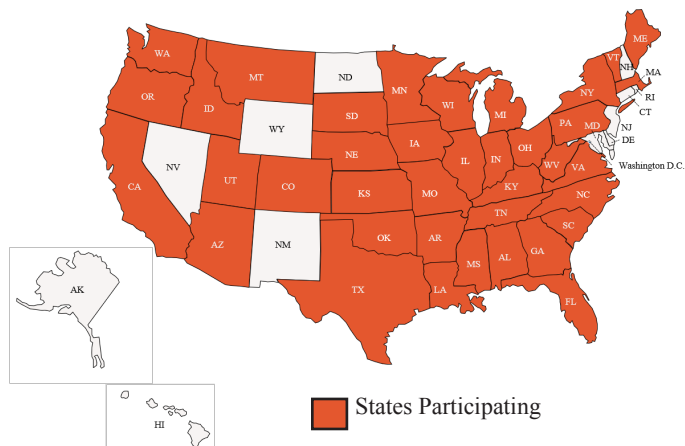 WA
MT
ND
MN
ME
VT
NH
MA
OR
ID
WY
SD
WI
MI
NY
RI
CT
NV
NE
IA
PA
MD
NJ
DE
CA
UT
CO
IL
IN
OH
WV
VA
Washington D.C.
KS
MO
KY
NC
AZ
NM
OK
AR
TN
SC
TX
LA
MS
AL
GA
FL
AK
HI
States Participating